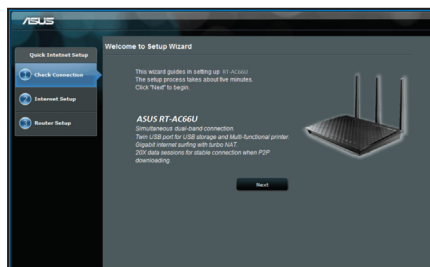 ASUS
Quick Internet Setup
1 Check Connection
2 Internet Setup
3 Router Setup
Welcome to Setup Wizard
This wizard guides in setting up RT-AC66U
The setup process takes about five minutes.
Click "Next" to begin.
ASUS RT-AC66U
Simultaneous dual-band connection.
Twin USB port for USB storage and Multi-functional printer.
Gigabit internet surfing with turbo NAT.
20X data sessions for stable connection when P2P
downloading
Next